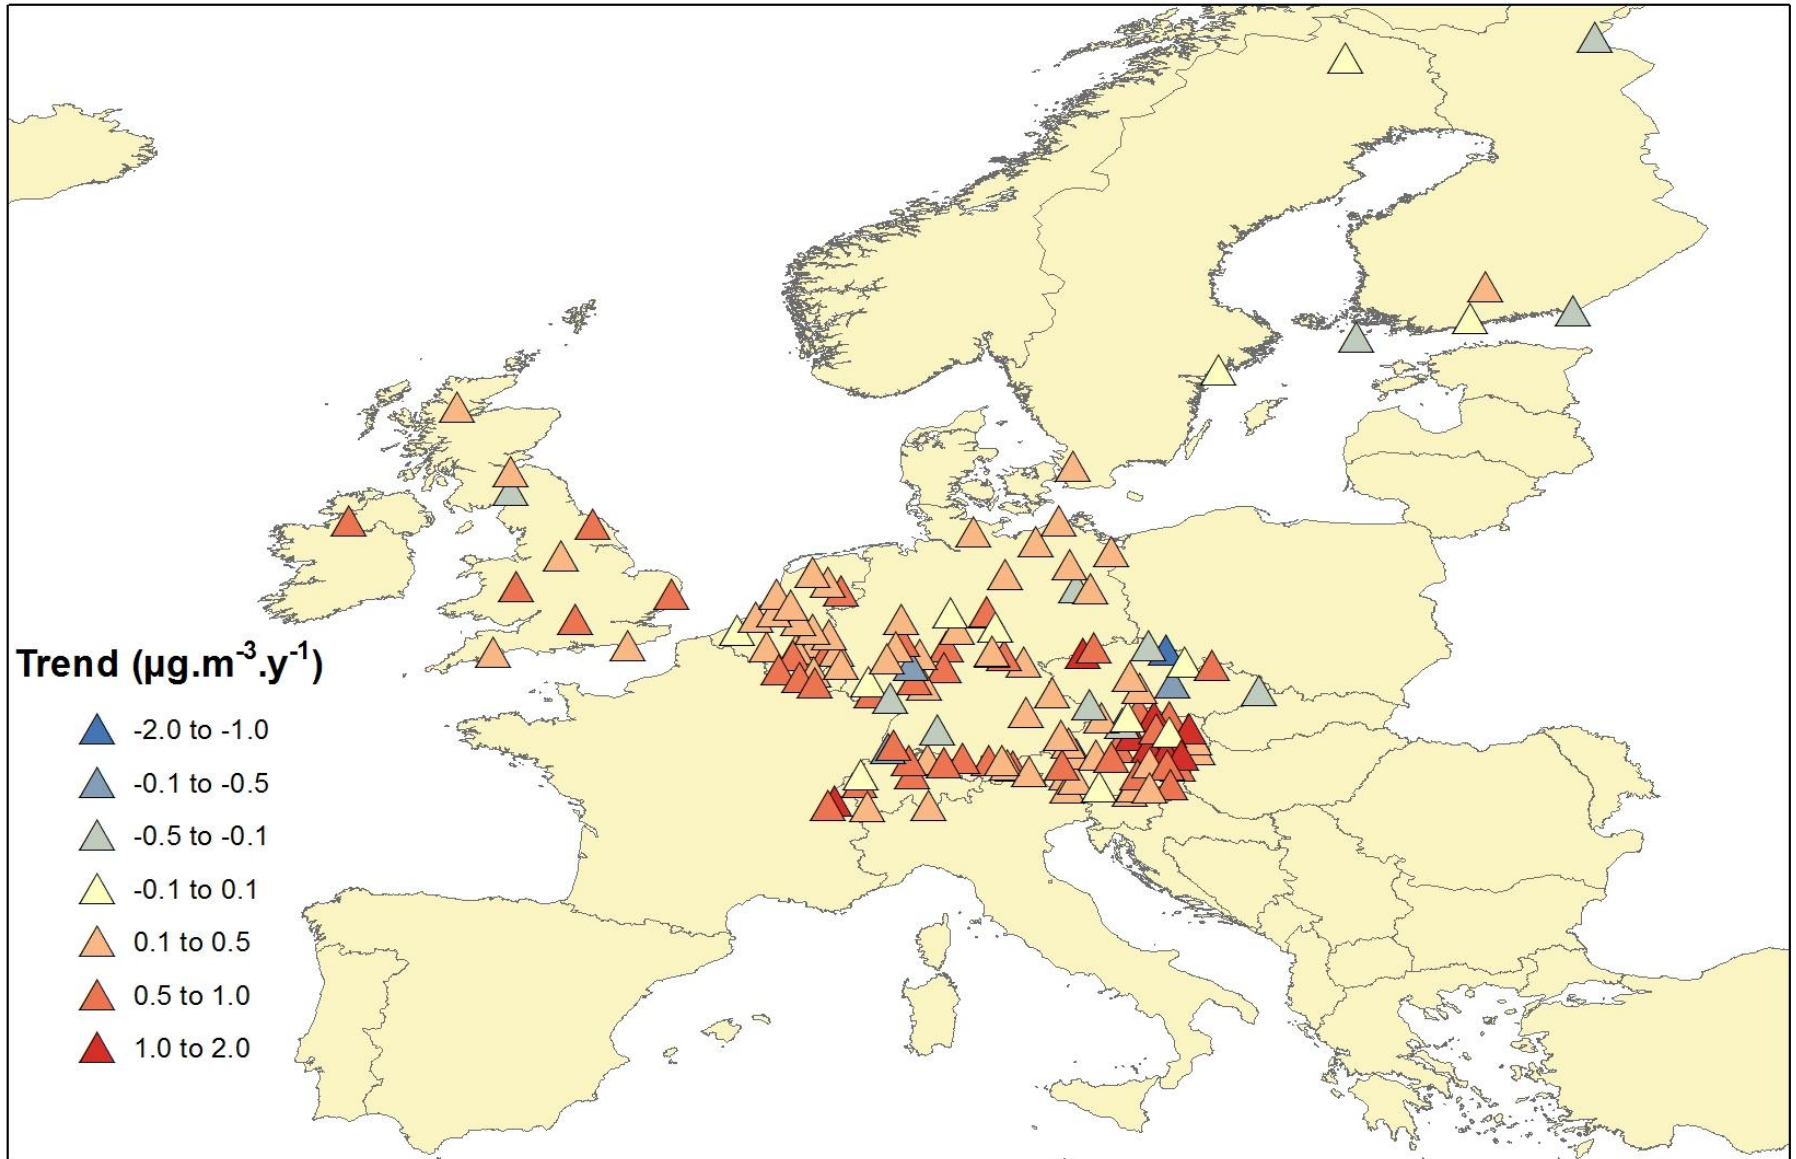 Trend (µg.m⁻³.y⁻¹)
-2.0 to -1.0
-0.1 to -0.5
-0.5 to -0.1
-0.1 to 0.1
0.1 to 0.5
0.5 to 1.0
1.0 to 2.0